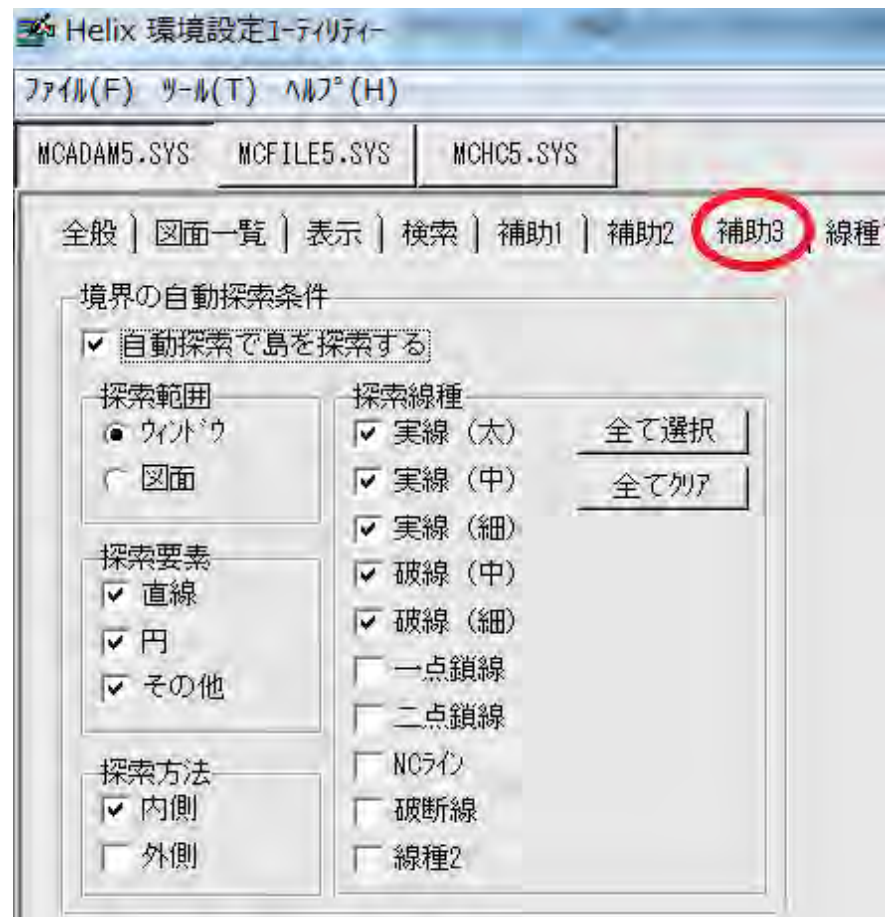 Helix 環境設定ﾕｰﾃｨﾘﾃｨｰ
ﾌｧｲﾙ(F) ﾂｰﾙ(T) ﾍﾙﾌﾟ(H)
MCADAM5.SYS MCFILE5.SYS MCHC5.SYS
全般 図面一覧 表示 検索 補助1 補助2 補助3 線種
境界の自動探索条件
自動探索で島を探索する
探索範囲
ｳｨﾝﾄﾞｳ
図面
探索要素
直線
円
その他
探索方法
内側
外側
探索線種
実線（太）
実線（中）
実線（細）
破線（中）
破線（細）
一点鎖線
二点鎖線
NCﾗｲﾝ
破断線
線種2
全て選択
全てｸﾘｱ